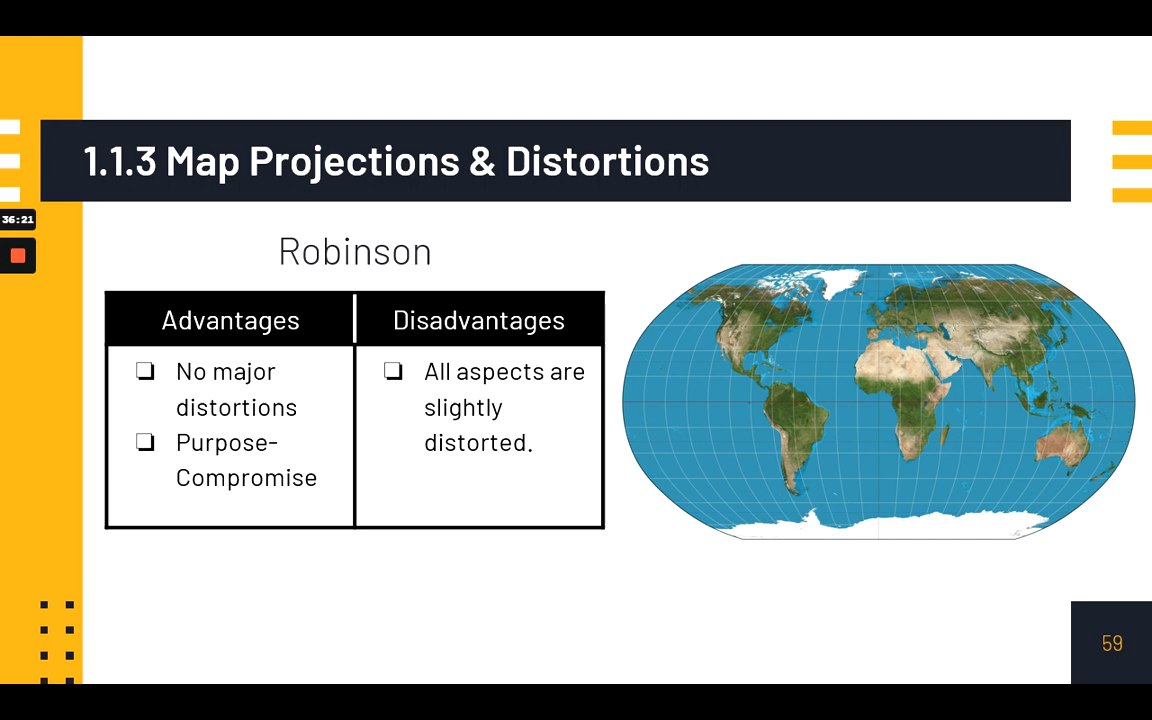 1.1.3 Map Projections & Distortions
36:21
Robinson
Advantages
Disadvantages
❏ No major
distortions
❏ Purpose-
Compromise
❏ All aspects are
slightly
distorted.
59